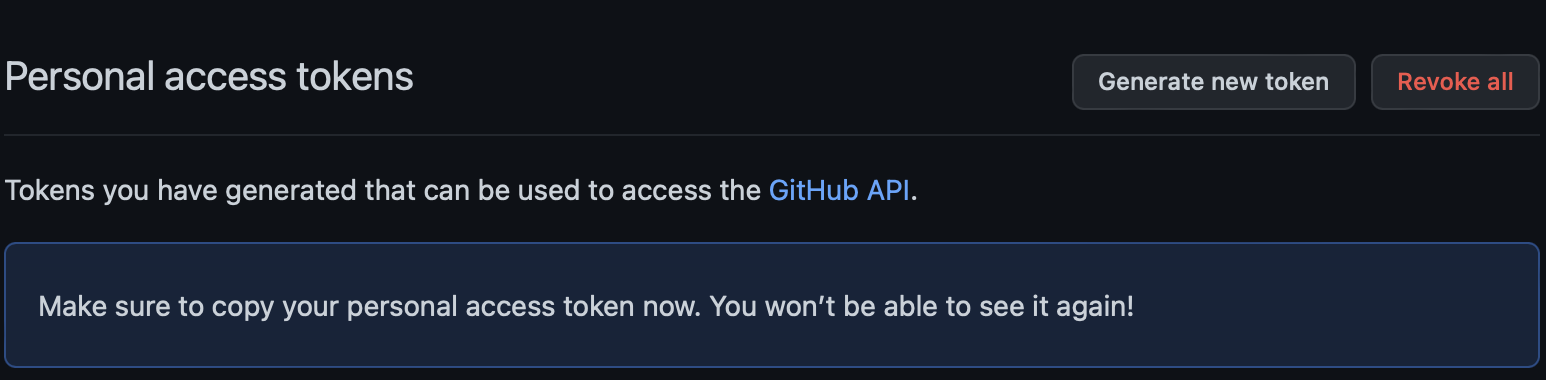 Personal access tokens
Generate new token
Revoke all
Tokens you have generated that can be used to access the GitHub API.
Make sure to copy your personal access token now. You won’t be able to see it again!